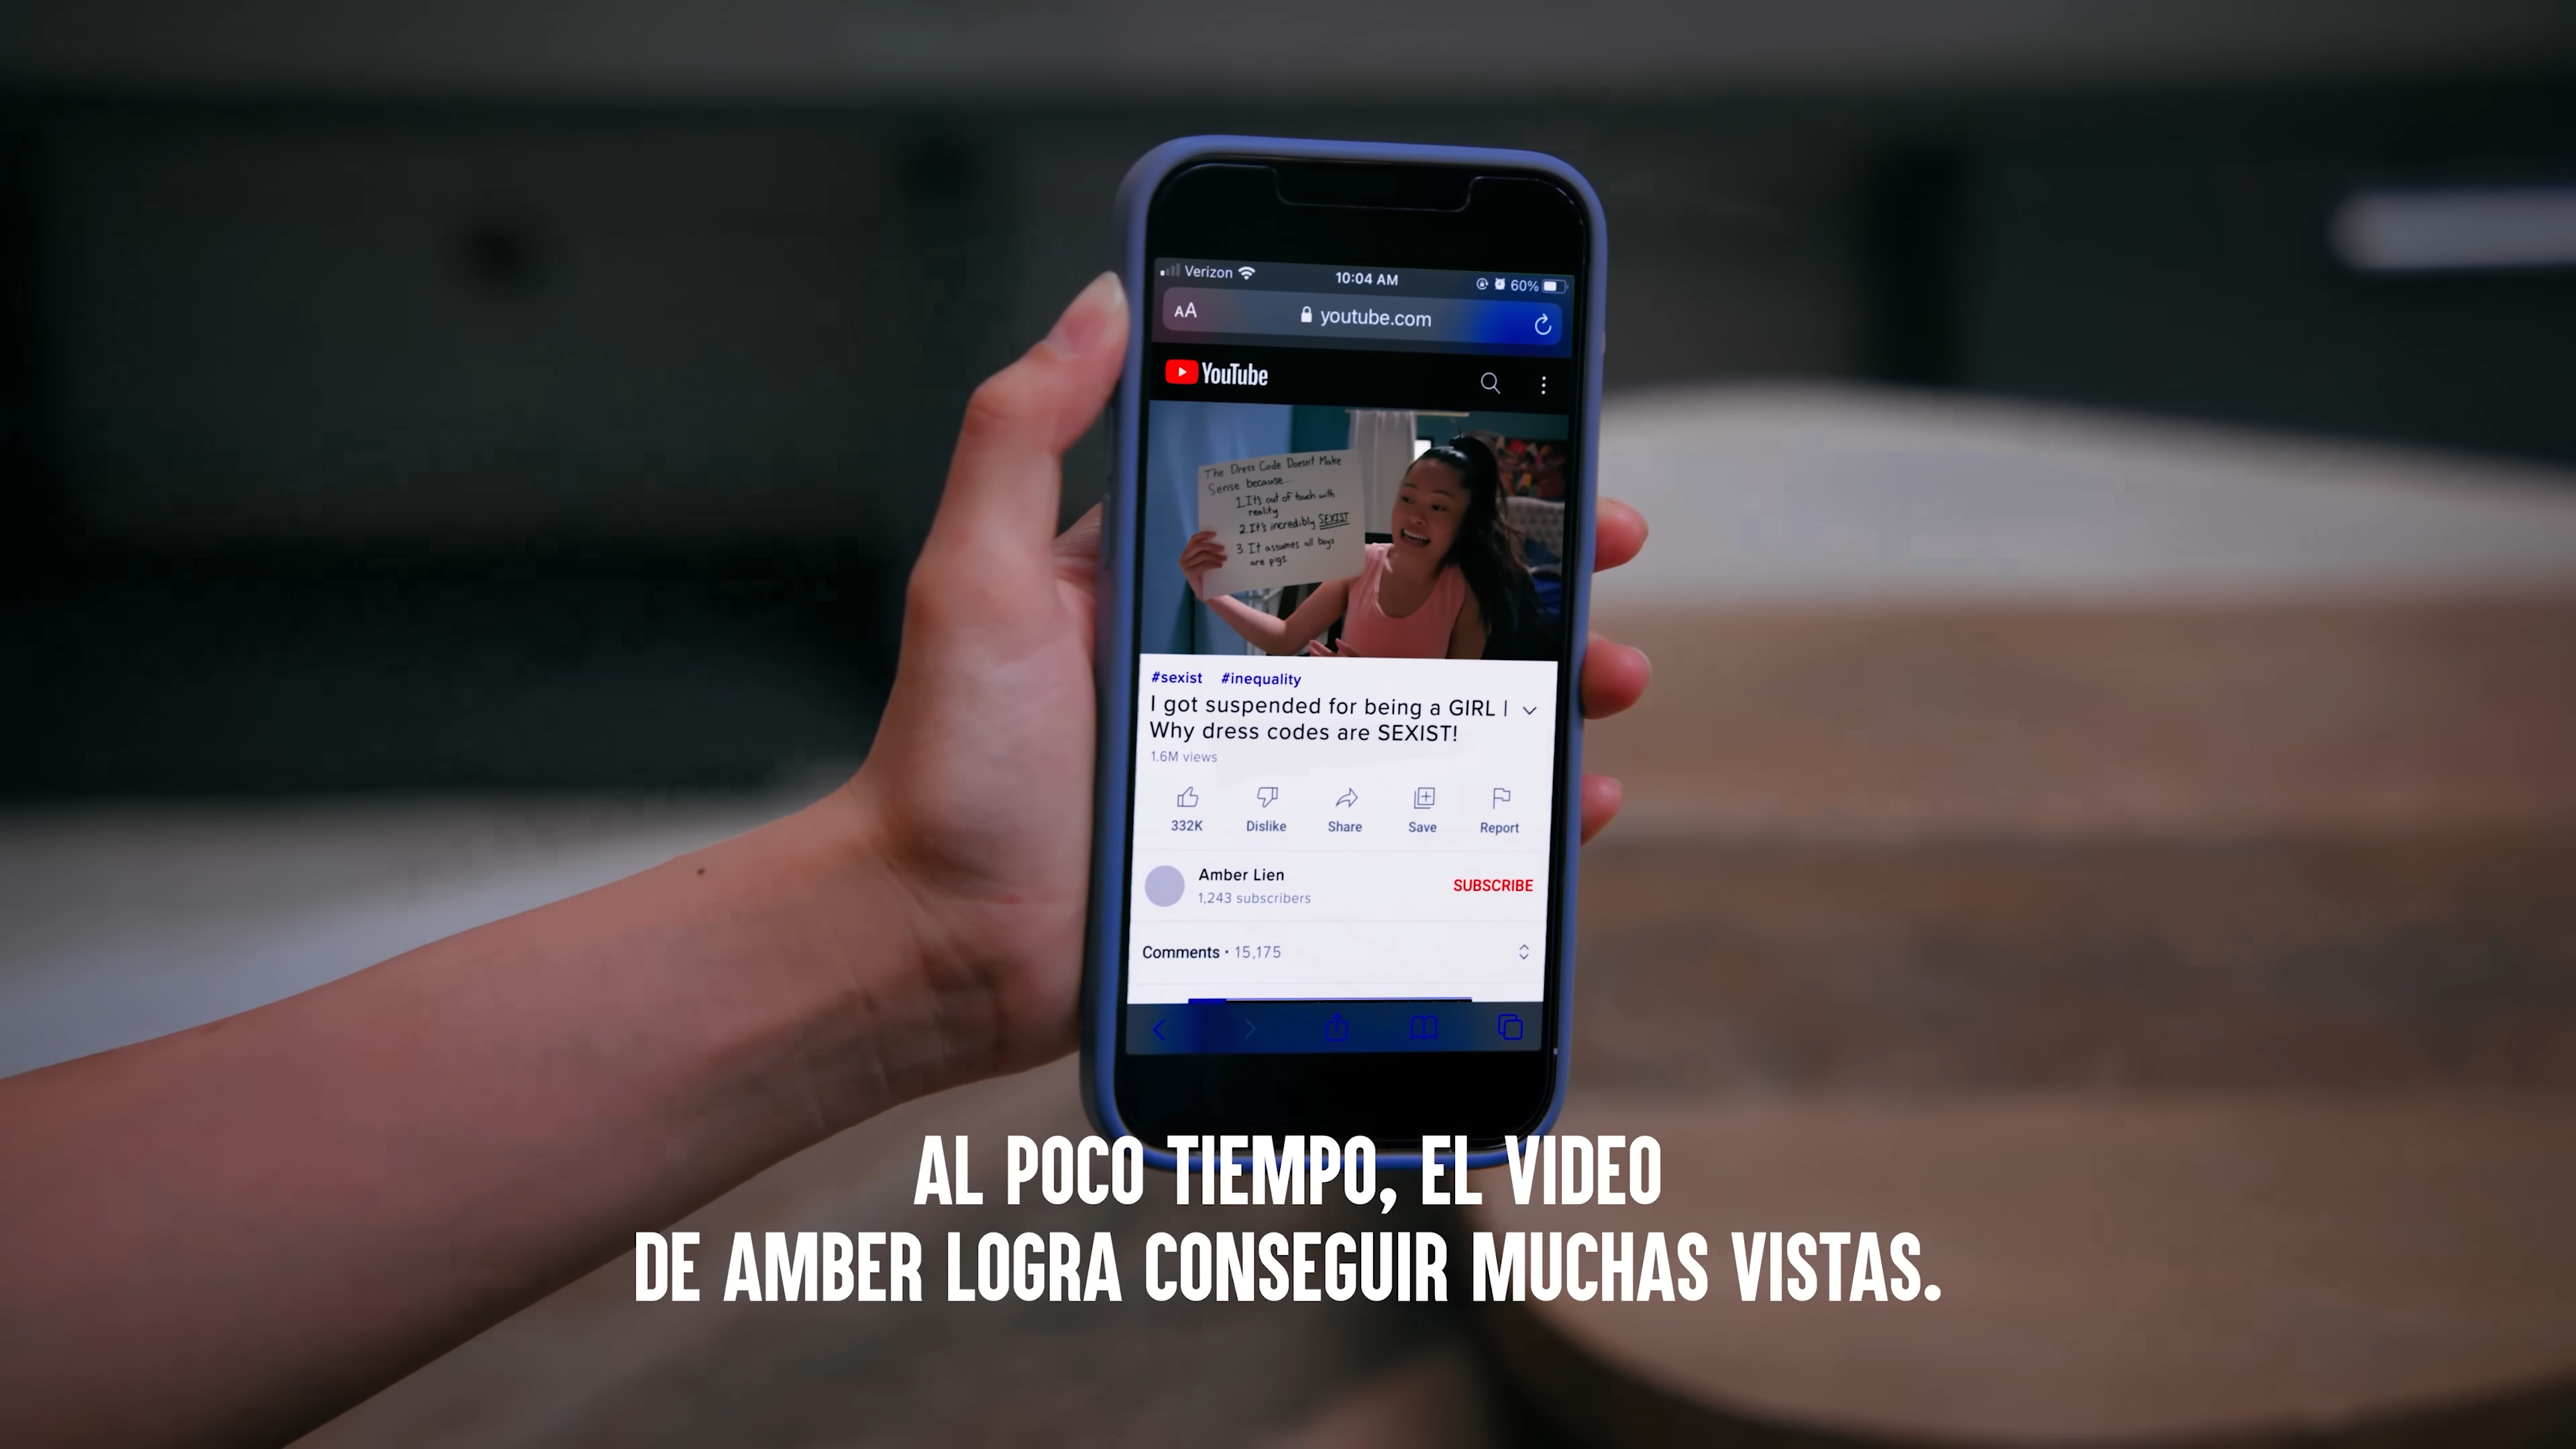 Verizon
10:04 AM
60%
AA
youtube.com
YouTube
The Dress Code Doesn't Make
Sense because...
1. It's out of touch with
reality
2. It's incredibly SEXIST
3. It assumes all boys
are pigs
#sexist #inequality
I got suspended for being a GIRL |
Why dress codes are SEXIST!
1.6M views
332K Dislike Share Save Report
Amber Lien
1,243 subscribers
SUBSCRIBE
Comments • 15,175
AL POCO TIEMPO, EL VIDEO
DE AMBER LOGRA CONSEGUIR MUCHAS VISTAS.